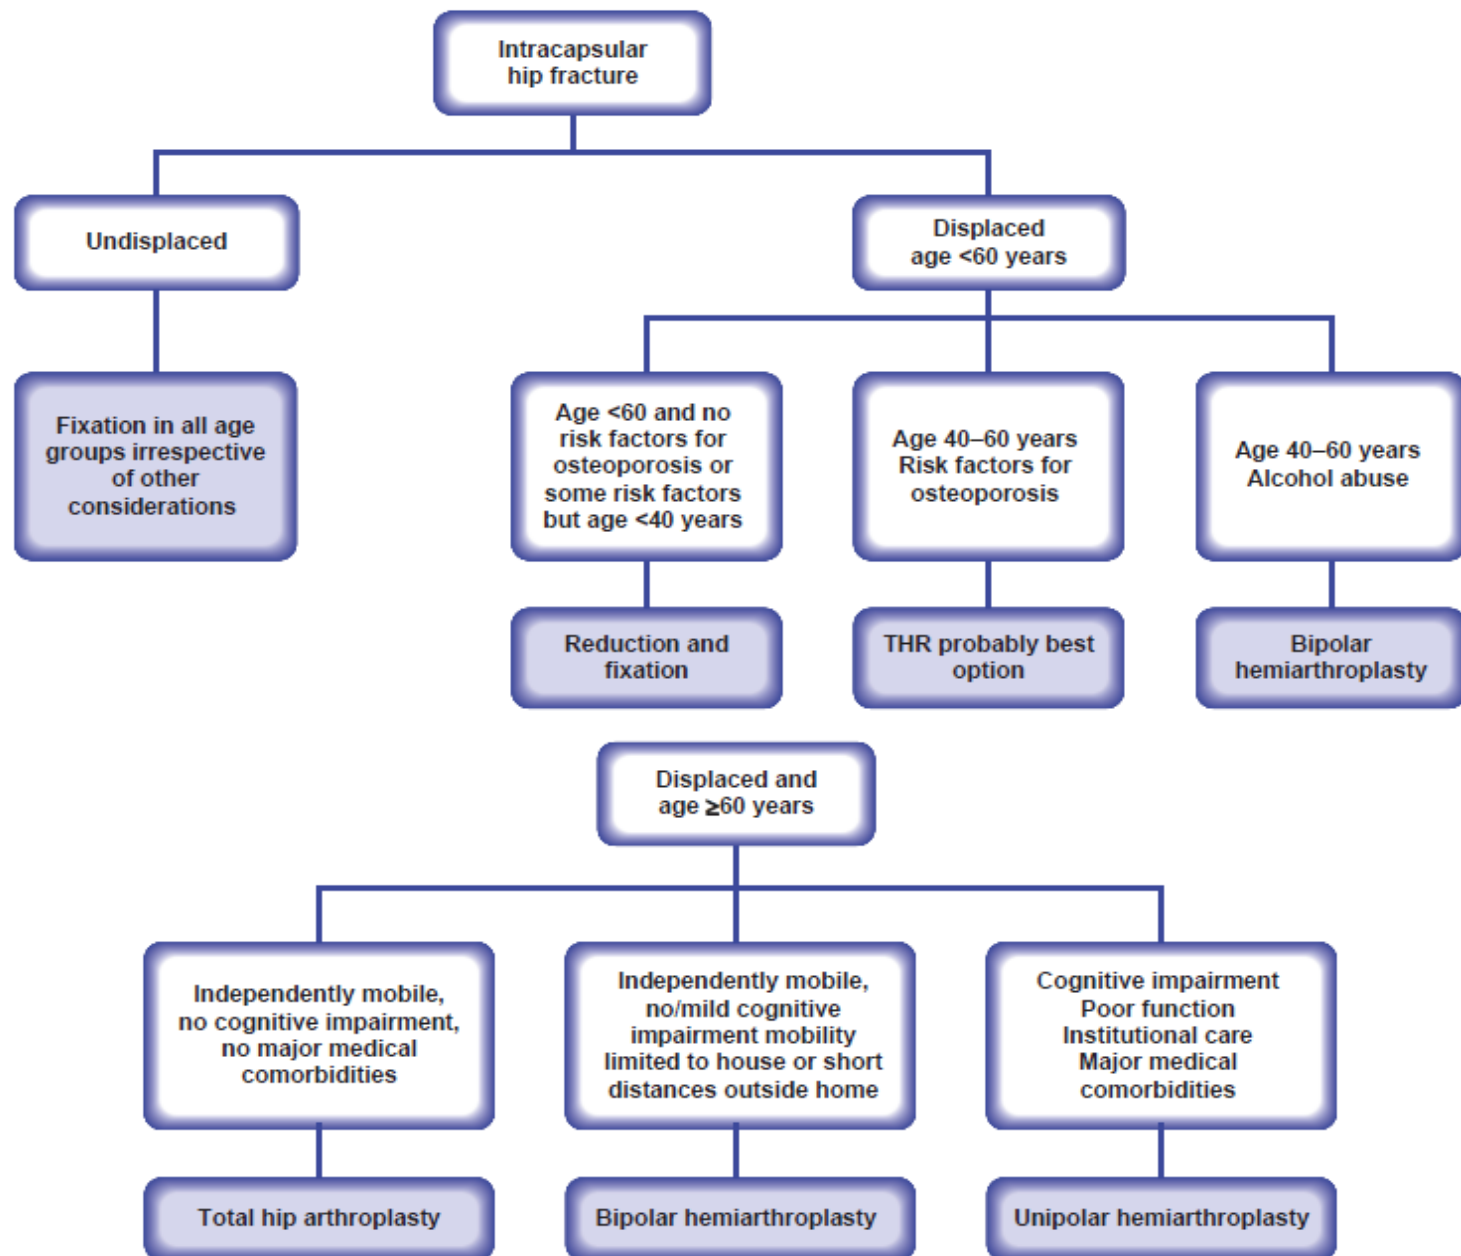 Intracapsular
hip fracture
Undisplaced
Displaced
age <60 years
Fixation in all age
groups irrespective
of other
considerations
Age <60 and no
risk factors for
osteoporosis or
some risk factors
but age <40 years
Age 40–60 years
Risk factors for
osteoporosis
Age 40–60 years
Alcohol abuse
Reduction and
fixation
THR probably best
option
Bipolar
hemiarthroplasty
Displaced and
age ≥60 years
Independently mobile,
no cognitive impairment,
no major medical
comorbidities
Independently mobile,
no/mild cognitive
impairment mobility
limited to house or short
distances outside home
Cognitive impairment
Poor function
Institutional care
Major medical
comorbidities
Total hip arthroplasty
Bipolar hemiarthroplasty
Unipolar hemiarthroplasty